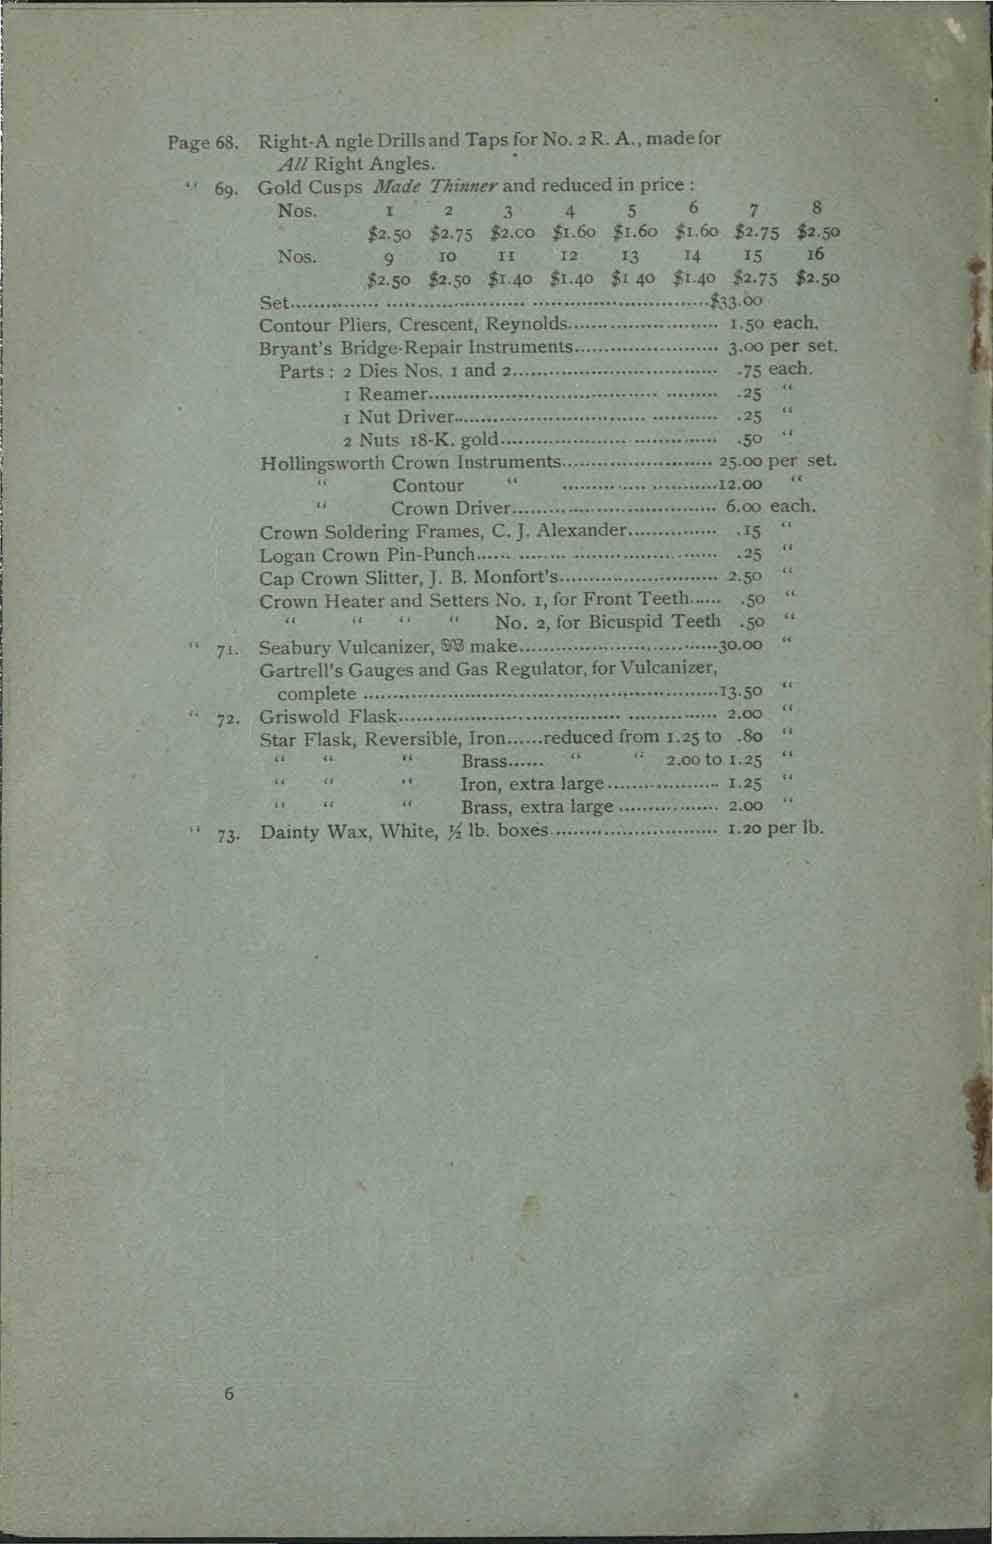 Page 68. Right-A ngle Drills and Taps for No. 2 R. A., made for
All Right Angles.
" 69. Gold Cusps Made Thinner and reduced in price :
Nos. 1 2 3 4 5 6 7 8
$2.50 $2.75 $2.00 $1.60 $1.60 $1.60 $2.75 $2.50
Nos. 9 10 11 12 13 14 15 16
$2.50 $2.50 $1.40 $1.40 $1 40 $1.40 $2.75 $2.50
Set..............................$33.00
Contour Pliers, Crescent, Reynolds.................... 1.50 each.
Bryant's Bridge-Repair Instruments.................... 3.00 per set.
Parts : 2 Dies Nos. 1 and 2.................... .75 each.
1 Reamer.................... .25 "
1 Nut Driver.................... .25 "
2 Nuts 18-K. gold.................... .50 "
Hollingsworth Crown Instruments.................... 25.00 per set.
" Contour " ....................12.00 "
" Crown Driver.................... 6.00 each.
Crown Soldering Frames, C. J. Alexander............... .15 "
Logan Crown Pin-Punch.................... .25 "
Cap Crown Slitter, J. B. Monfort's.................... 2.50 "
Crown Heater and Setters No. 1, for Front Teeth...... .50 "
" " " " No. 2, for Bicuspid Teeth .50 "
" 71. Seabury Vulcanizer, make....................30.00 "
Gartrell's Gauges and Gas Regulator, for Vulcanizer,
complete ....................13.50 "
" 72. Griswold Flask.................... 2.00 "
Star Flask, Reversible, Iron......reduced from 1.25 to .80 "
" " " Brass...... " " 2.00 to 1.25 "
" " " Iron, extra large.................... 1.25 "
" " " Brass, extra large.................... 2.00 "
" 73. Dainty Wax, White, ½ lb. boxes.................... 1.20 per lb.
6